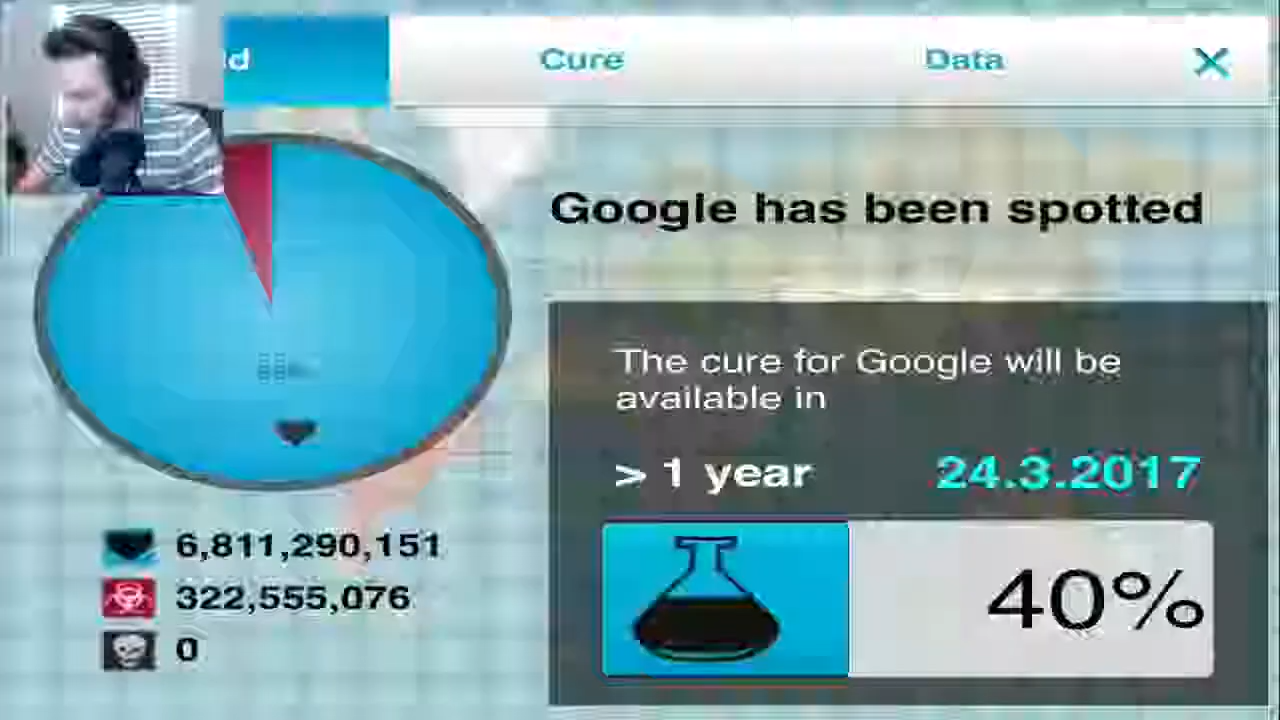 ld Cure Data X
Google has been spotted
The cure for Google will be
available in
> 1 year 24.3.2017
40%
6,811,290,151
322,555,076
0